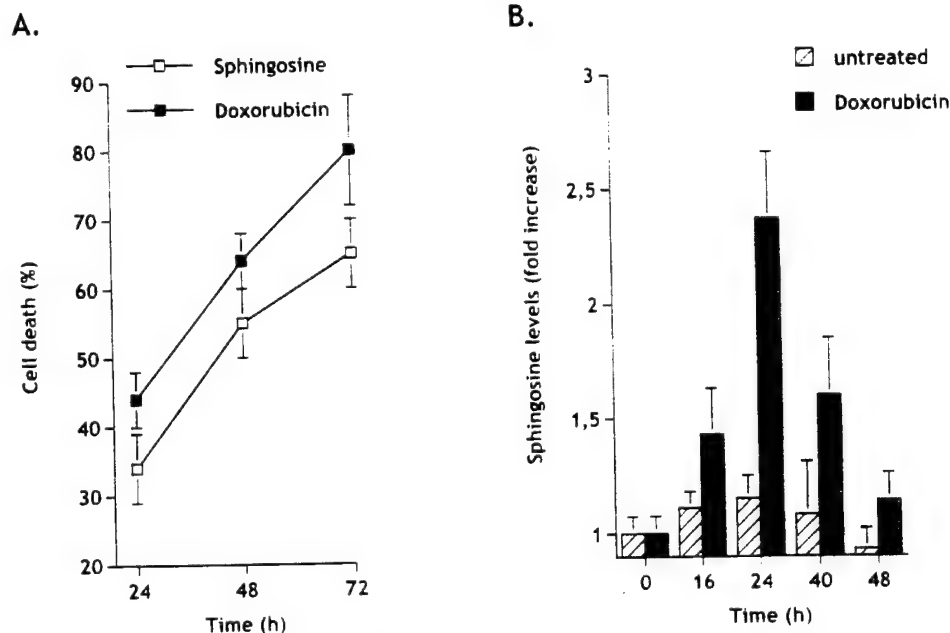 A.
Sphingosine
Doxorubicin
90
80
70
60
50
40
30
20
Cell death (%)
24
48
72
Time (h)
B.
untreated
Doxorubicin
3
2,5
2
1,5
1
Sphingosine levels (fold increase)
0
16
24
40
48
Time (h)